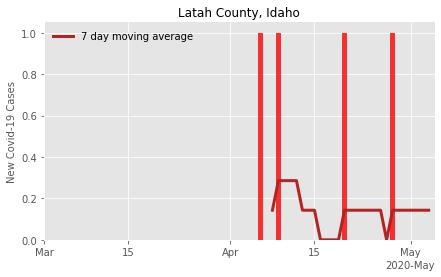 Latah County, Idaho
7 day moving average
New Covid-19 Cases
1.0
0.8
0.6
0.4
0.2
0.0
Mar
15
Apr
15
May
2020-May